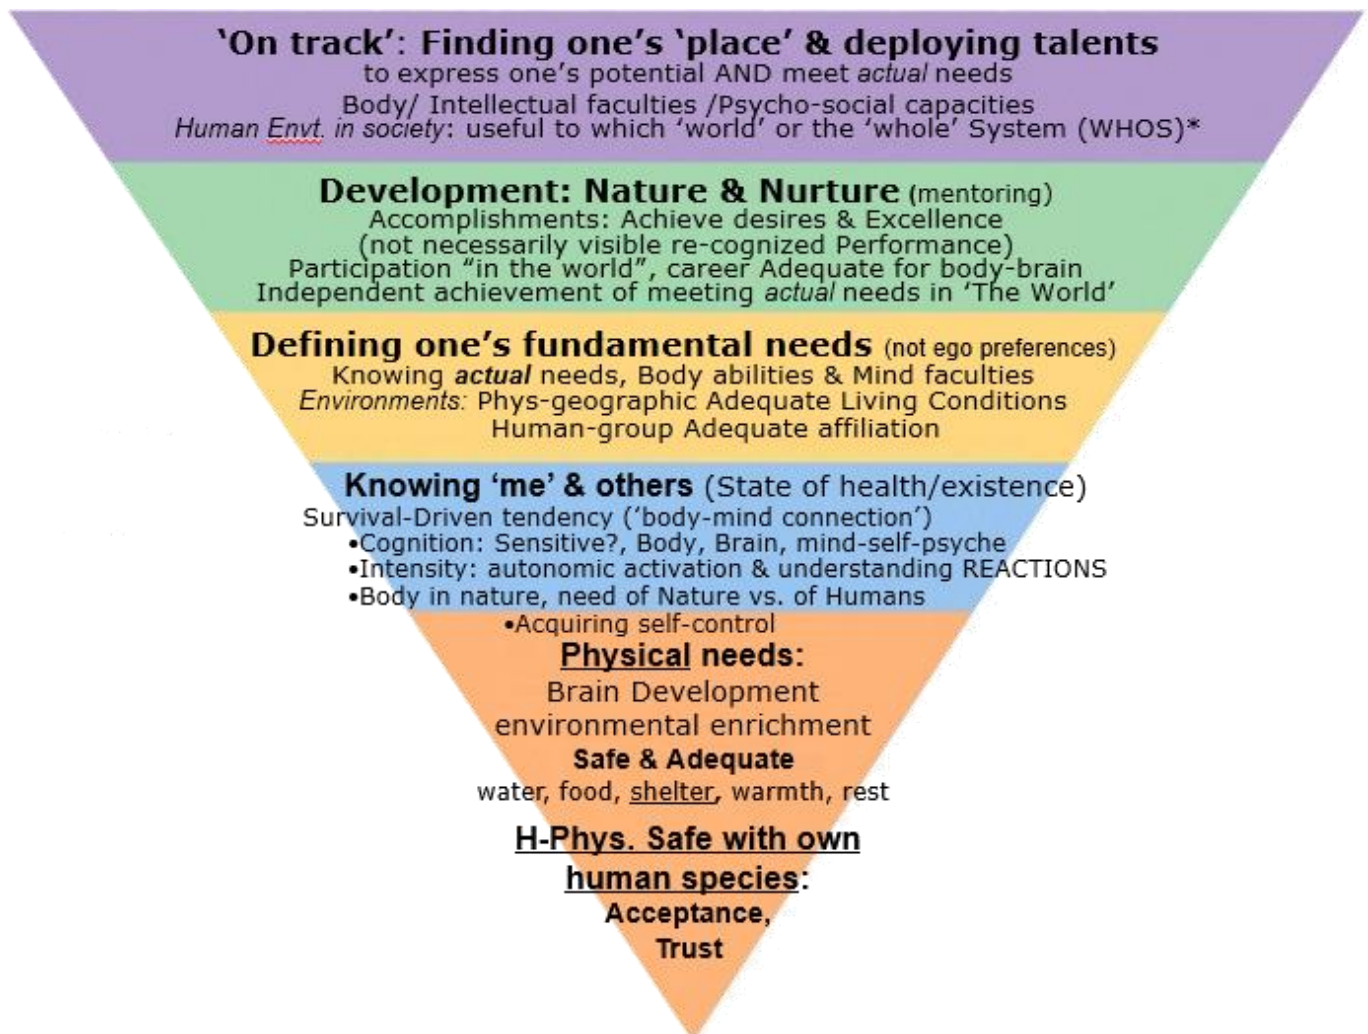 ‘On track’: Finding one’s ‘place’ & deploying talents
to express one’s potential AND meet actual needs
Body/ Intellectual faculties /Psycho-social capacities
Human Envt. in society: useful to which ‘world’ or the ‘whole’ System (WHOS)*
Development: Nature & Nurture (mentoring)
Accomplishments: Achieve desires & Excellence
(not necessarily visible re-cognized Performance)
Participation “in the world”, career Adequate for body-brain
Independent achievement of meeting actual needs in ‘The World’
Defining one’s fundamental needs (not ego preferences)
Knowing actual needs, Body abilities & Mind faculties
Environments: Phys-geographic Adequate Living Conditions
Human-group Adequate affiliation
Knowing ‘me’ & others (State of health/existence)
Survival-Driven tendency (‘body-mind connection’)
•Cognition: Sensitive?, Body, Brain, mind-self-psyche
•Intensity: autonomic activation & understanding REACTIONS
•Body in nature, need of Nature vs. of Humans
•Acquiring self-control
Physical needs:
Brain Development
environmental enrichment
Safe & Adequate
water, food, shelter, warmth, rest
H-Phys. Safe with own
human species:
Acceptance,
Trust